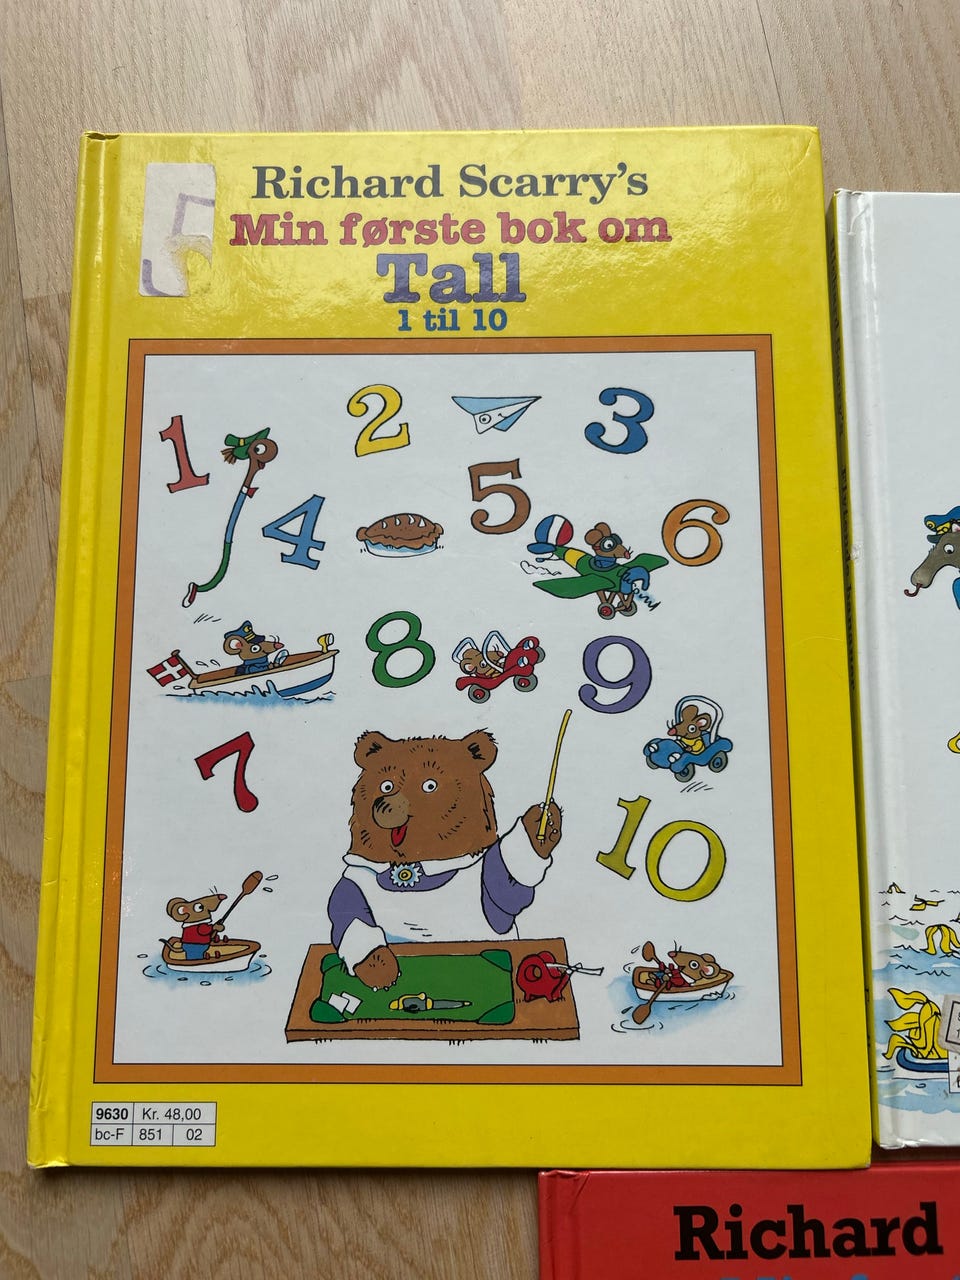 Richard Scarry's
Min første bok om
Tall
1 til 10
1
2
3
4
5
6
8
9
7
10
9630 Kr. 48,00
bc-F 851 02
Richard